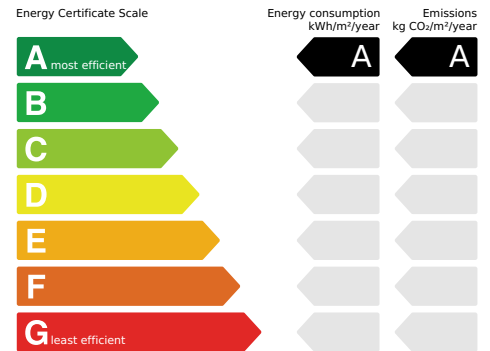 Energy Certificate Scale
Energy consumption
kWh/m²/year
Emissions
kg CO₂/m²/year
A most efficient
A
A
B
C
D
E
F
G least efficient